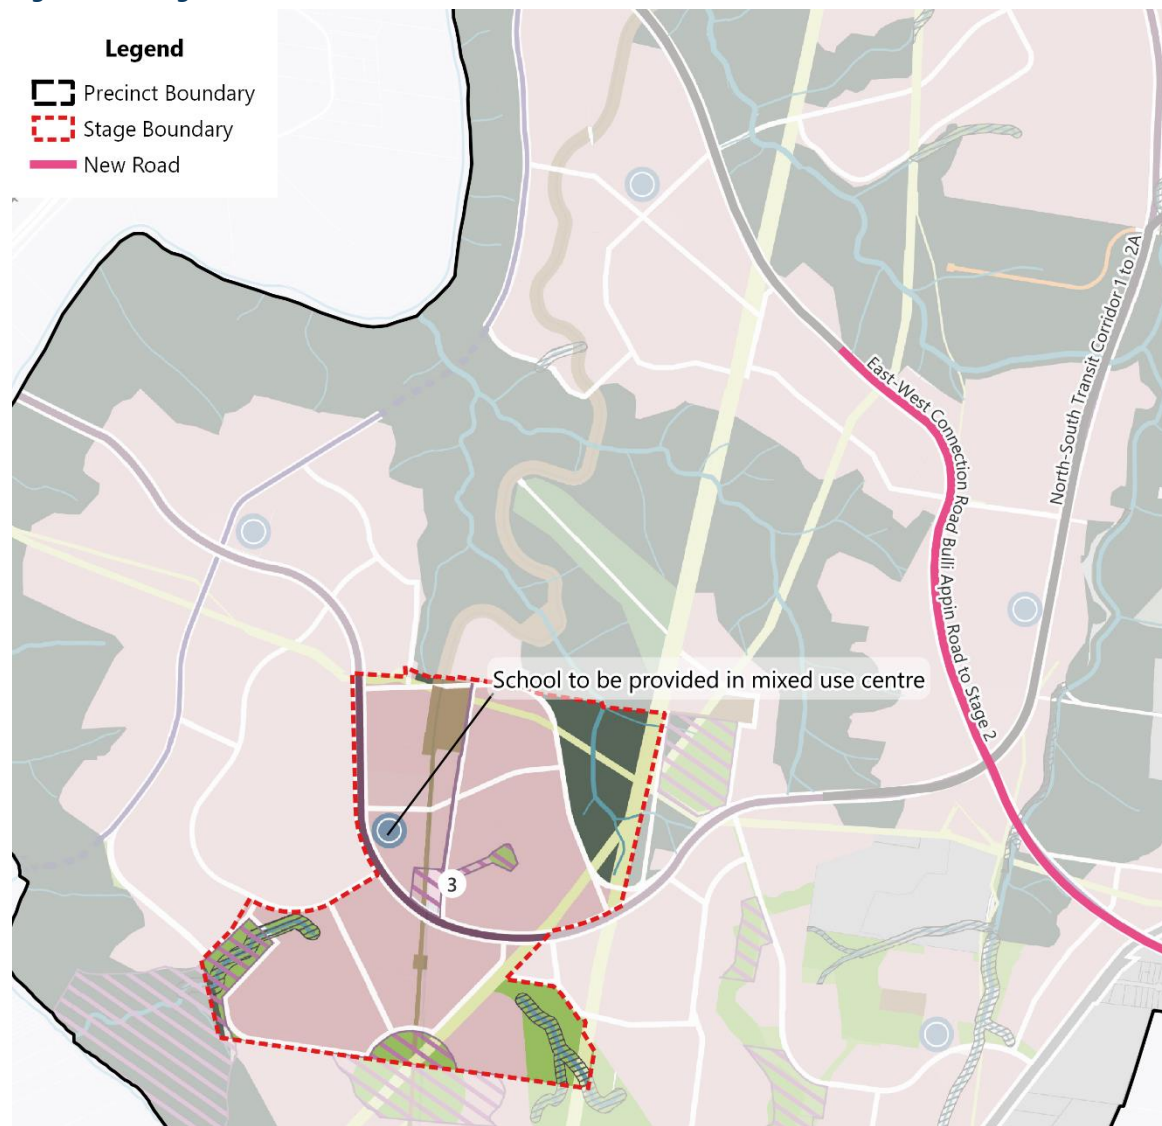 Legend
Precinct Boundary
Stage Boundary
New Road
East-West Connection Road/ Bulli Appin Road to Stage 2
North-South Transit Corridor 1 to 2A
School to be provided in mixed use centre
3